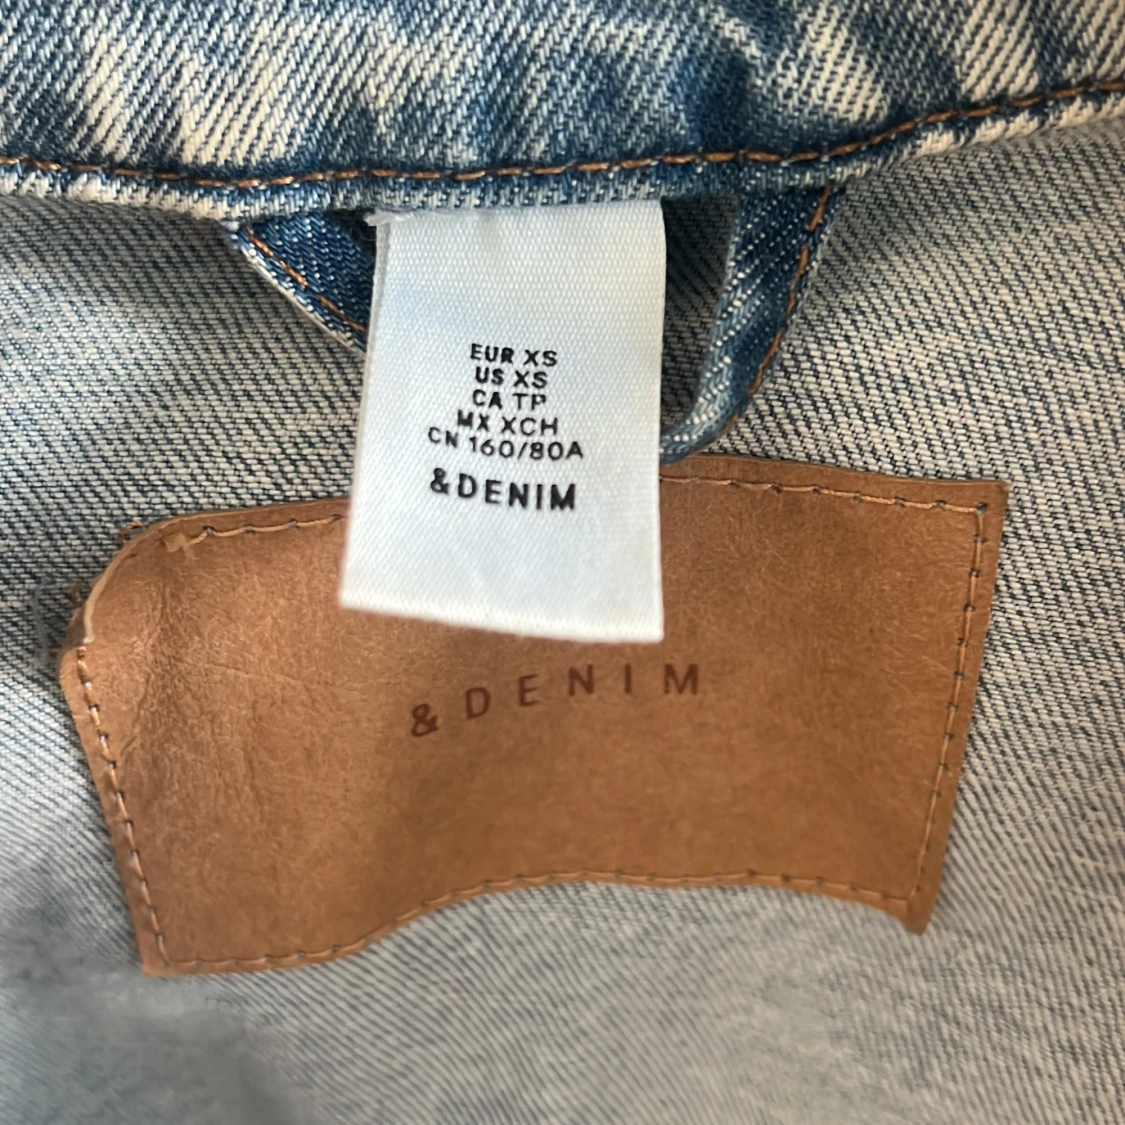 EUR XS
US XS
CA TP
MX XCH
CN 160/80A
&DENIM
&DENIM